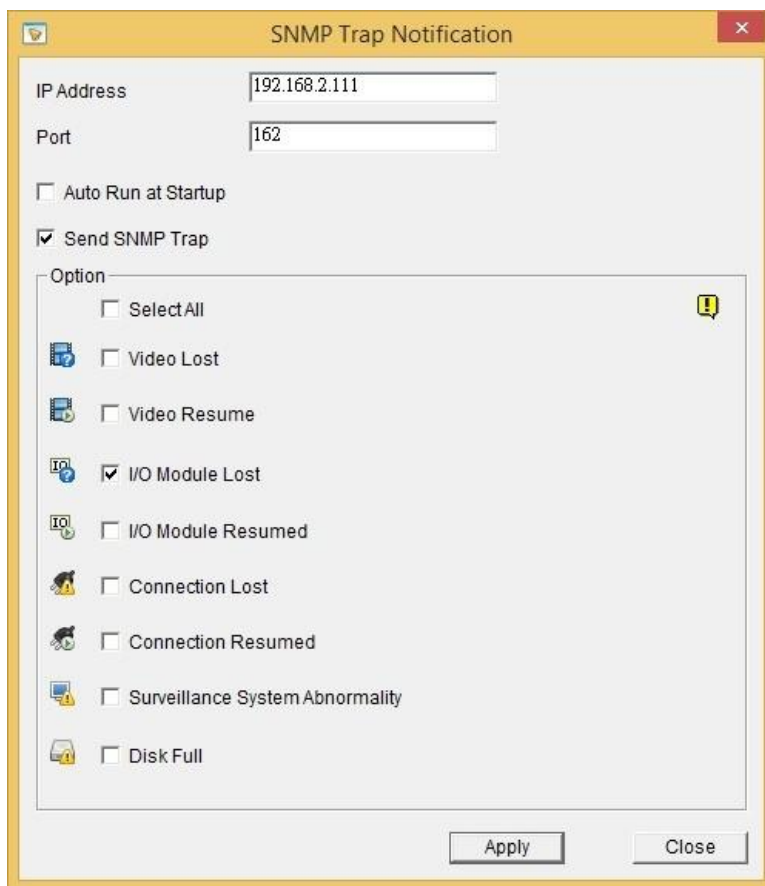 SNMP Trap Notification
IP Address 192.168.2.111
Port 162
Auto Run at Startup
Send SNMP Trap
Option
Select All
Video Lost
Video Resume
I/O Module Lost
I/O Module Resumed
Connection Lost
Connection Resumed
Surveillance System Abnormality
Disk Full
Apply Close